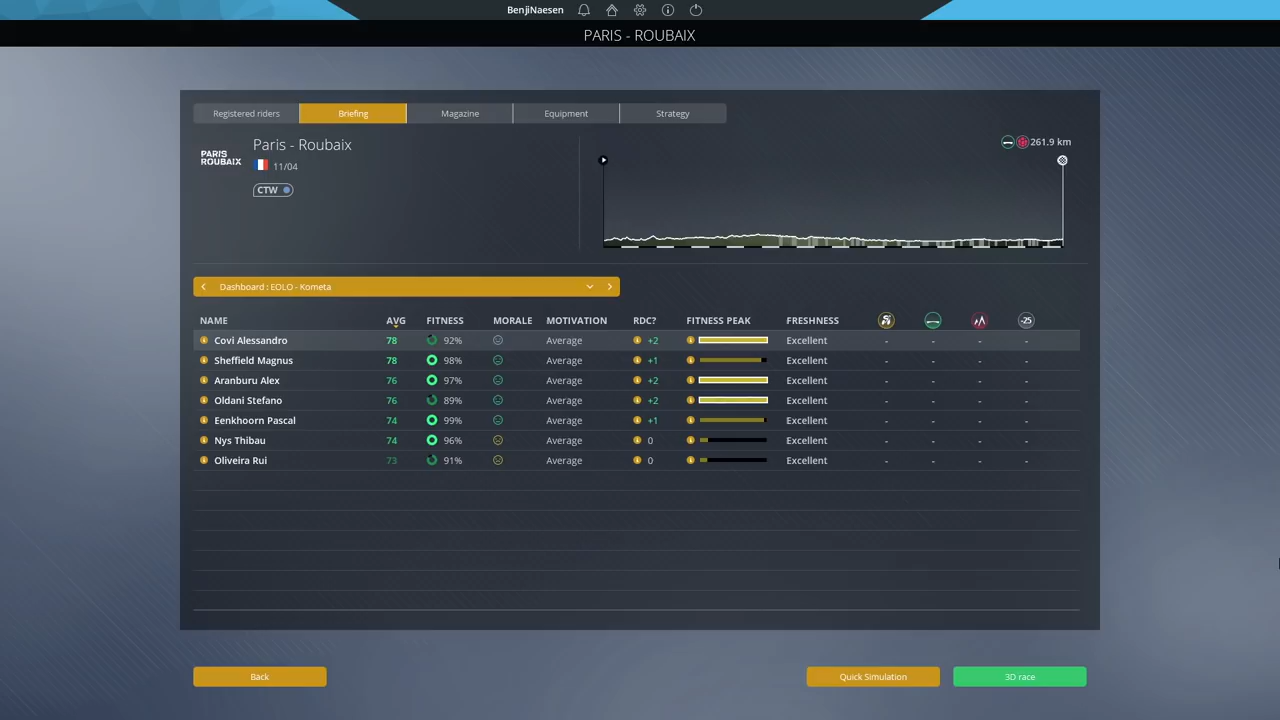 BenjiNaesen
PARIS - ROUBAIX
Registered riders Briefing Magazine Equipment Strategy
PARIS ROUBAIX
Paris - Roubaix
11/04
CTW
261.9 km
Dashboard : EOLO - Kometa
NAME AVG FITNESS MORALE MOTIVATION RDC? FITNESS PEAK FRESHNESS -25
Covi Alessandro 78 92% Average +2 Excellent - - - -
Sheffield Magnus 78 98% Average +1 Excellent - - - -
Aranburu Alex 76 97% Average +2 Excellent - - - -
Oldani Stefano 76 89% Average +2 Excellent - - - -
Eenkhoorn Pascal 74 99% Average +1 Excellent - - - -
Nys Thibau 74 96% Average 0 Excellent - - - -
Oliveira Rui 73 91% Average 0 Excellent - - - -
Back Quick Simulation 3D race